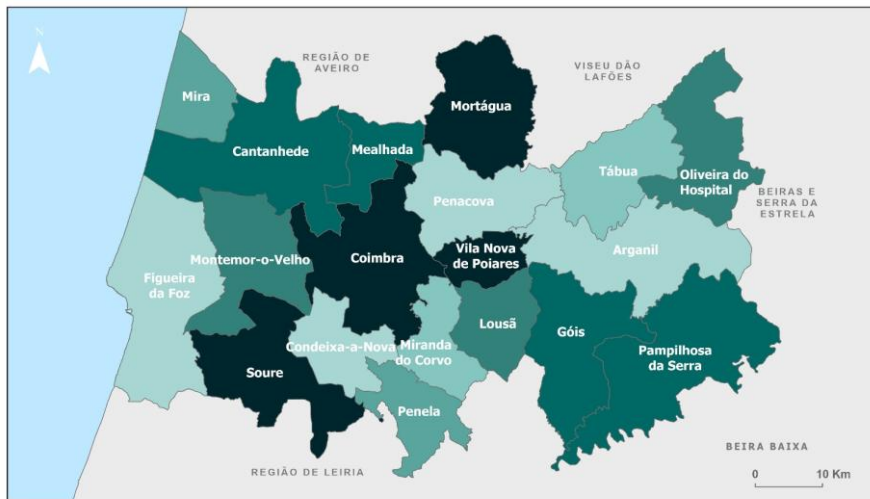 N
REGIÃO DE
AVEIRO
VISEU DÃO
LAFÕES
Mira
Mortágua
Cantanhede
Mealhada
Tábua
Oliveira do
Hospital
BEIRAS E
SERRA DA
ESTRELA
Penacova
Vila Nova
de Poiares
Coimbra
Arganil
Montemor-o-Velho
Figueira
da Foz
Lousã
Góis
Condeixa-a-Nova
Miranda
do Corvo
Pampilhosa
da Serra
Soure
Penela
BEIRA BAIXA
REGIÃO DE LEIRIA
0 10 Km